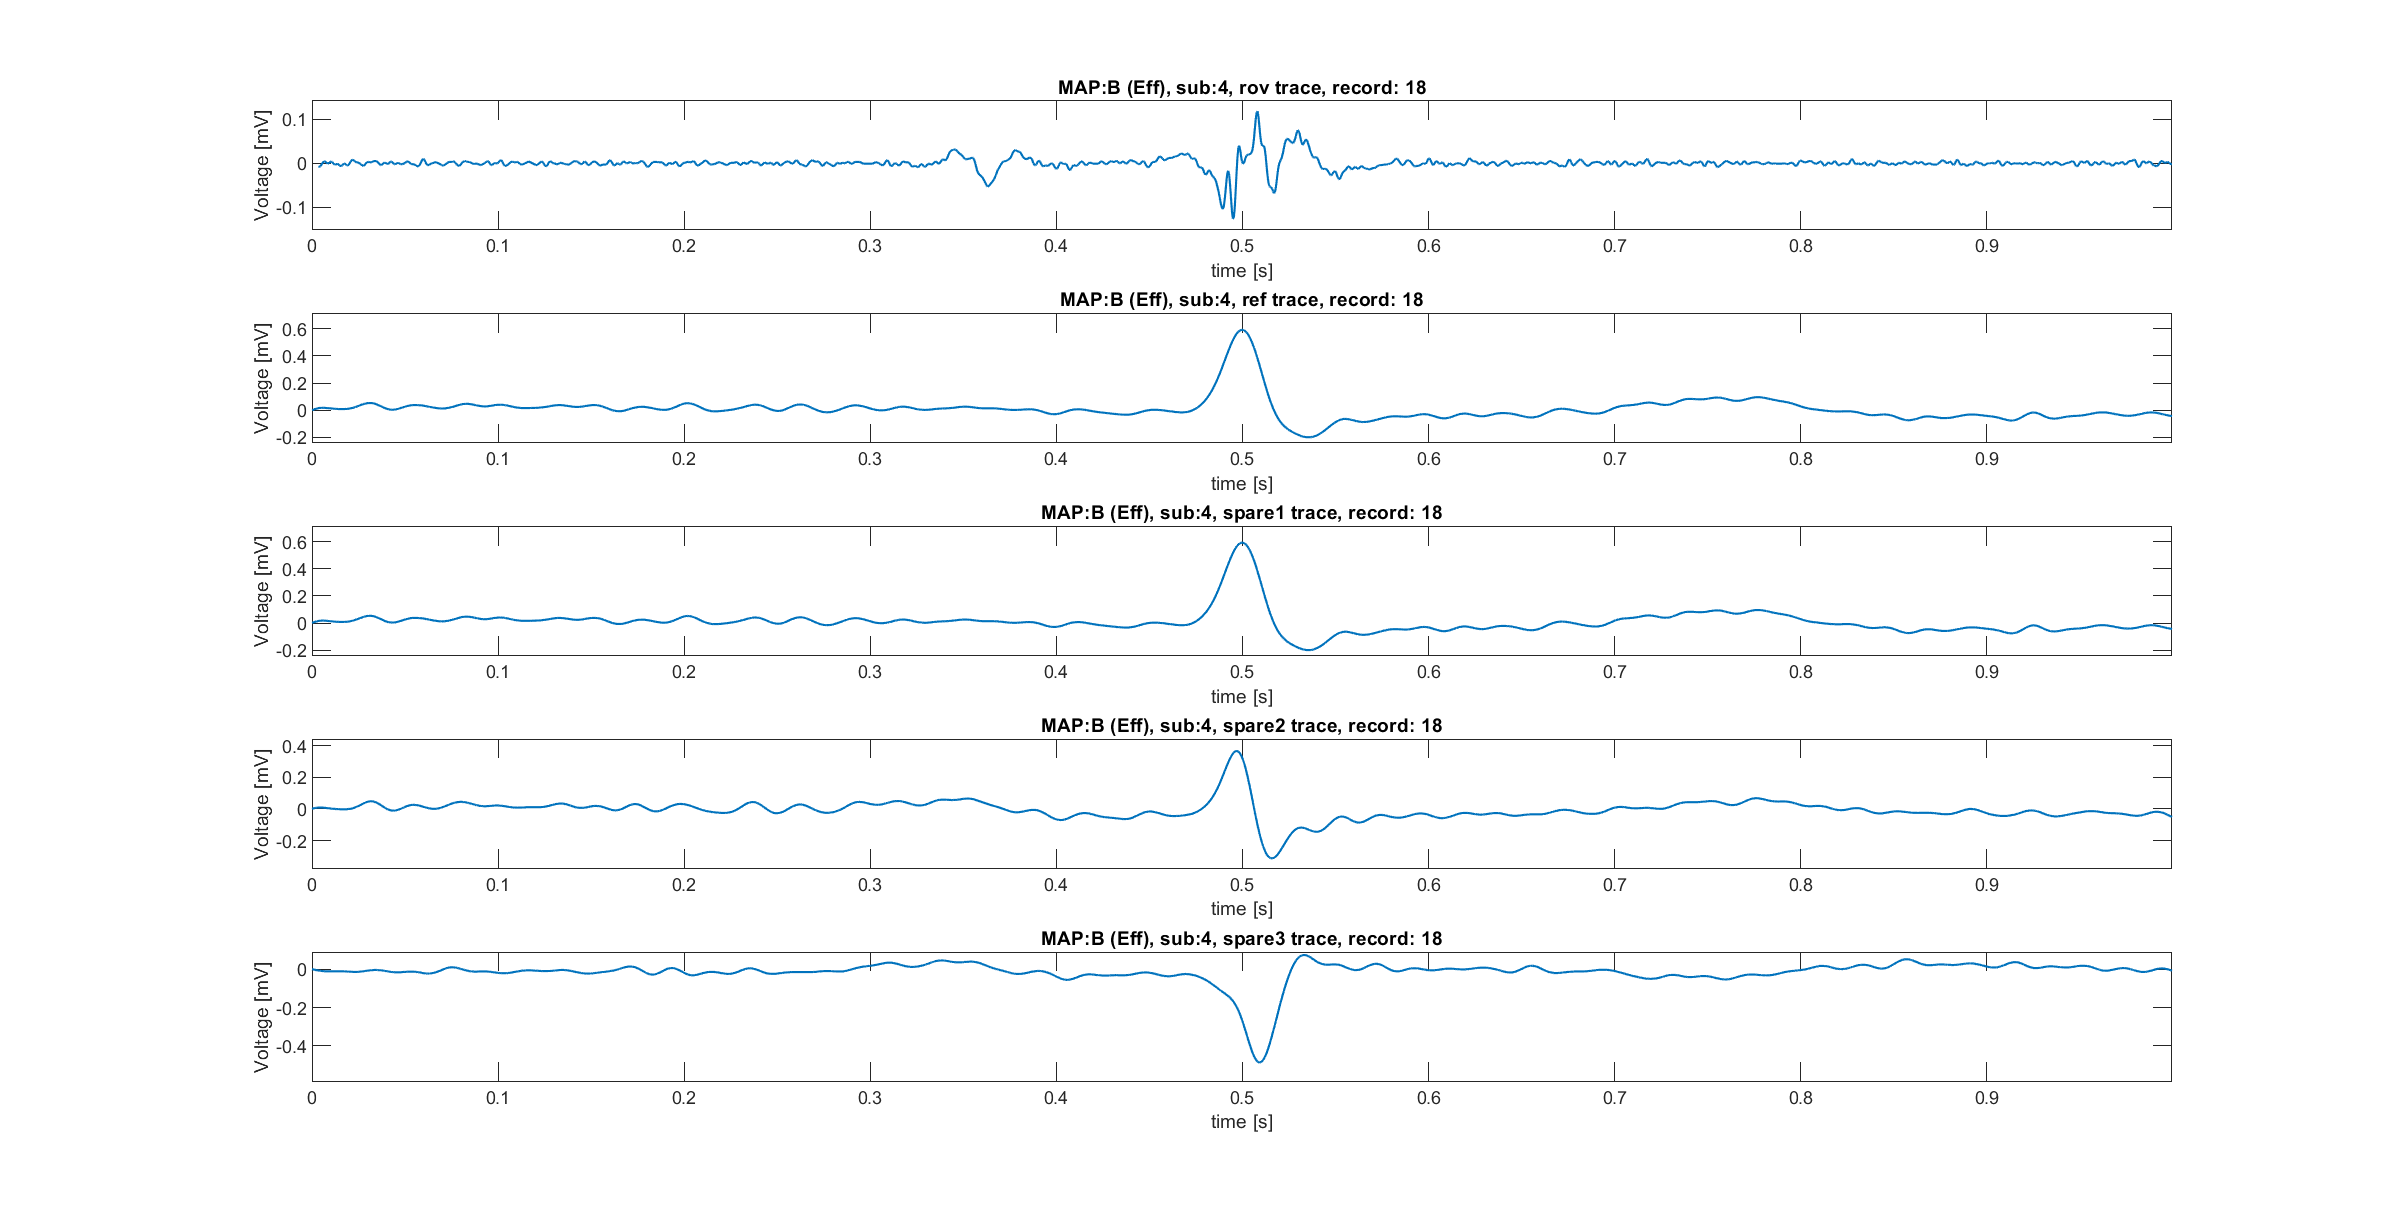 MAP:B (Eff), sub:4, rov trace, record: 18
Voltage [mV]
0.1
0
-0.1
0 0.1 0.2 0.3 0.4 0.5 0.6 0.7 0.8 0.9
time [s]
MAP:B (Eff), sub:4, ref trace, record: 18
Voltage [mV]
0.6
0.4
0.2
0
-0.2
0 0.1 0.2 0.3 0.4 0.5 0.6 0.7 0.8 0.9
time [s]
MAP:B (Eff), sub:4, spare1 trace, record: 18
Voltage [mV]
0.6
0.4
0.2
0
-0.2
0 0.1 0.2 0.3 0.4 0.5 0.6 0.7 0.8 0.9
time [s]
MAP:B (Eff), sub:4, spare2 trace, record: 18
Voltage [mV]
0.4
0.2
0
-0.2
0 0.1 0.2 0.3 0.4 0.5 0.6 0.7 0.8 0.9
time [s]
MAP:B (Eff), sub:4, spare3 trace, record: 18
Voltage [mV]
0
-0.2
-0.4
0 0.1 0.2 0.3 0.4 0.5 0.6 0.7 0.8 0.9
time [s]